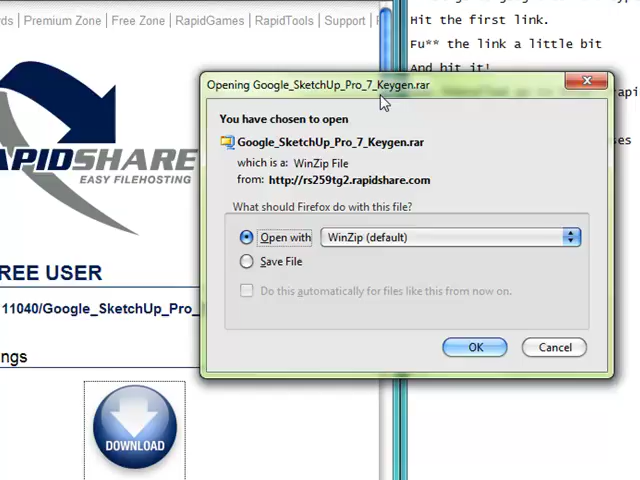 ds | Premium Zone | Free Zone | RapidGames | RapidTools | Support |
Hit the first link.
Fu** the link a little bit
And hit it!
Opening Google_SketchUp_Pro_7_Keygen.rar
You have chosen to open
Google_SketchUp_Pro_7_Keygen.rar
which is a: WinZip File
from: http://rs259tg2.rapidshare.com
What should Firefox do with this file?
Open with
WinZip (default)
Save File
Do this automatically for files like this from now on.
OK
Cancel
APIDSHARE
EASY FILEHOSTING
REE USER
11040/Google_SketchUp_Pro_
ngs
DOWNLOAD